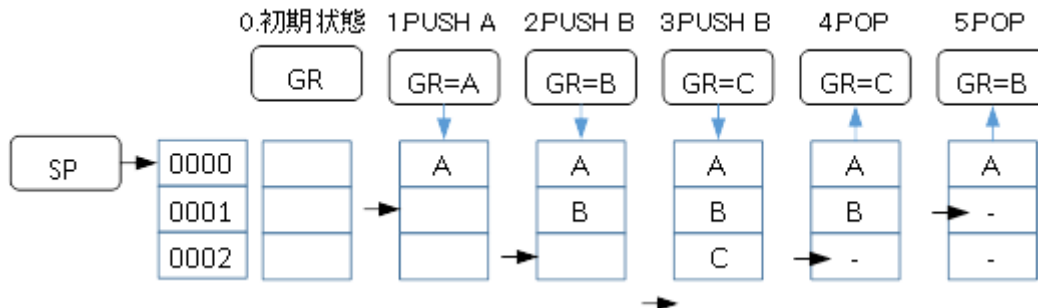 0.初期状態 1.PUSH A 2.PUSH B 3.PUSH B 4.POP 5.POP
GR GR=A GR=B GR=C GR=C GR=B
SP 0000 A A A A A
0001 B B B -
0002 C - -